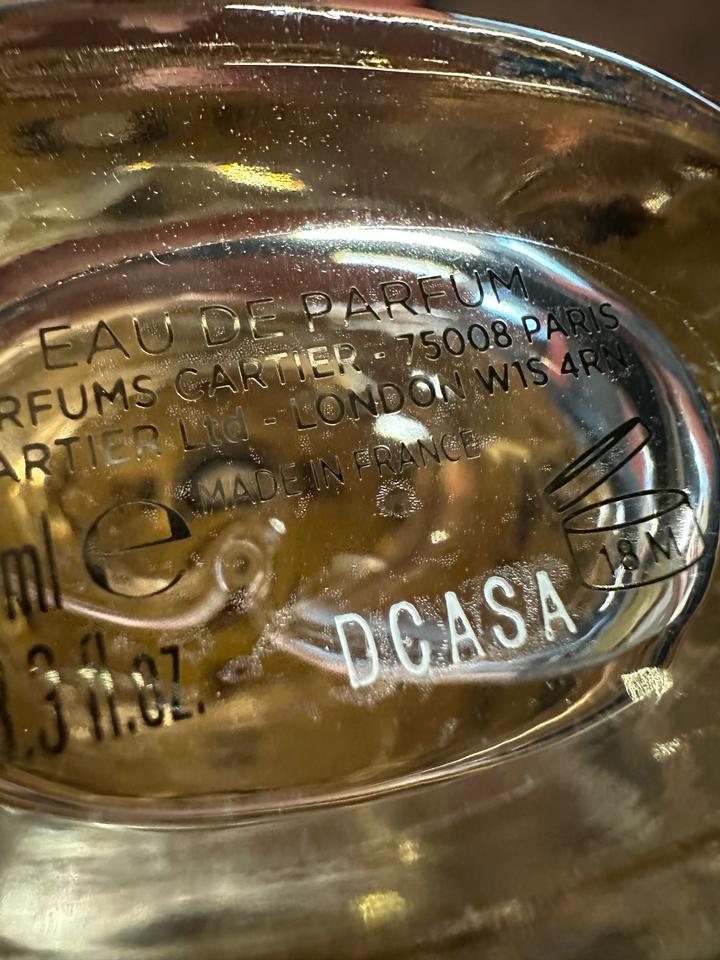 EAU DE PARFUM
RFUMS CARTIER - 75008 PARIS
ARTIER Ltd - LONDON W1S 4RN
MADE IN FRANCE
ml e
18 M
DCASA
.3 fl.oz.